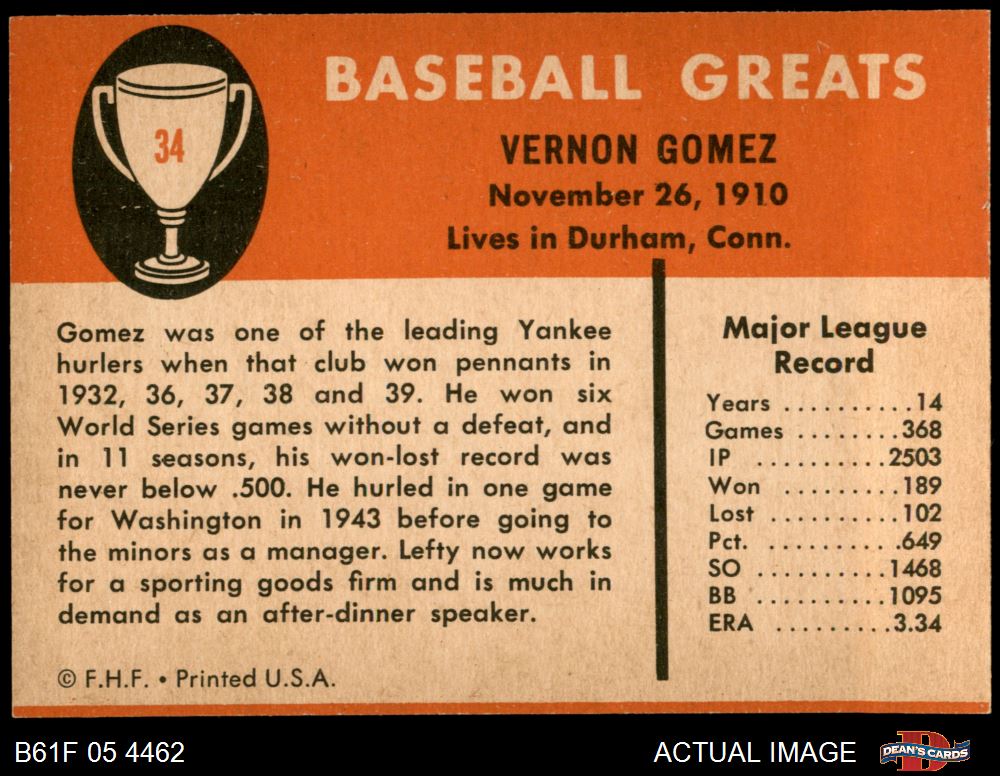 34
BASEBALL GREATS
VERNON GOMEZ
November 26, 1910
Lives in Durham, Conn.
Gomez was one of the leading Yankee
hurlers when that club won pennants in
1932, 36, 37, 38 and 39. He won six
World Series games without a defeat, and
in 11 seasons, his won-lost record was
never below .500. He hurled in one game
for Washington in 1943 before going to
the minors as a manager. Lefty now works
for a sporting goods firm and is much in
demand as an after-dinner speaker.
© F.H.F. • Printed U.S.A.
Major League
Record
Years ..........14
Games ........368
IP ..........2503
Won .........189
Lost ..........102
Pct. ..........649
SO ..........1468
BB ..........1095
ERA .........3.34
B61F 05 4462
ACTUAL IMAGE
D
DEAN'S CARDS